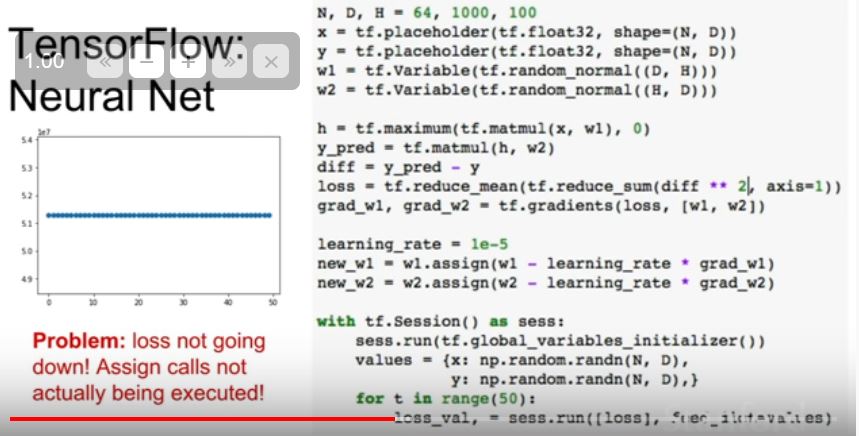 TensorFlow:
1.00 « − + » ×
Neural Net
1e7
5.4
5.3
5.2
5.1
5.0
4.9
0 10 20 30 40 50
Problem: loss not going
down! Assign calls not
actually being executed!
N, D, H = 64, 1000, 100
x = tf.placeholder(tf.float32, shape=(N, D))
y = tf.placeholder(tf.float32, shape=(N, D))
w1 = tf.Variable(tf.random_normal((D, H)))
w2 = tf.Variable(tf.random_normal((H, D)))
h = tf.maximum(tf.matmul(x, w1), 0)
y_pred = tf.matmul(h, w2)
diff = y_pred - y
loss = tf.reduce_mean(tf.reduce_sum(diff ** 2, axis=1))
grad_w1, grad_w2 = tf.gradients(loss, [w1, w2])
learning_rate = 1e-5
new_w1 = w1.assign(w1 - learning_rate * grad_w1)
new_w2 = w2.assign(w2 - learning_rate * grad_w2)
with tf.Session() as sess:
sess.run(tf.global_variables_initializer())
values = {x: np.random.randn(N, D),
y: np.random.randn(N, D),}
for t in range(50):
loss_val, = sess.run([loss], feed_dict=values)